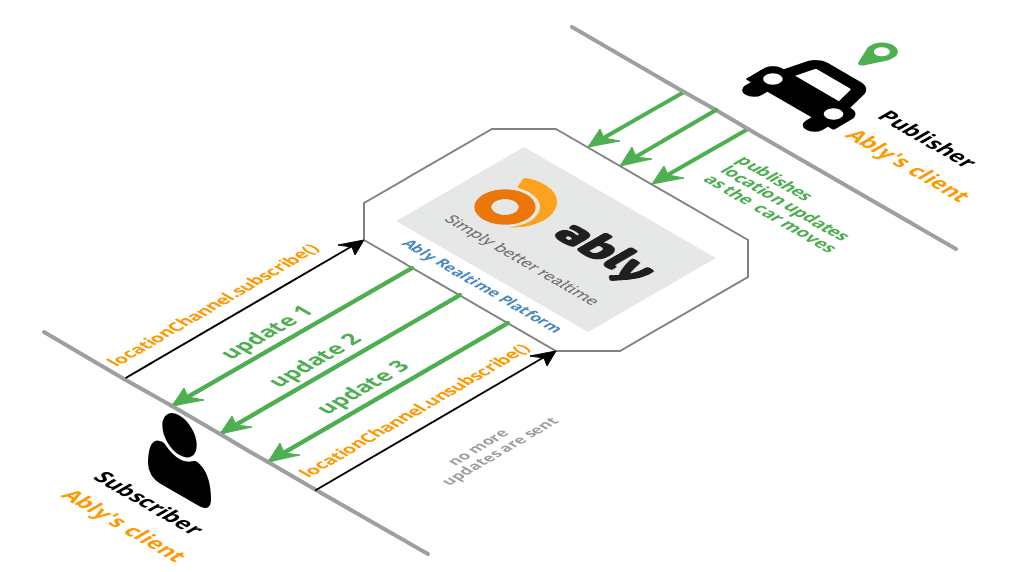 Publisher
Ably's client
publishes
location updates
as the car moves
ably
Simply better realtime
Ably Realtime Platform
locationChannel.subscribe()
update 1
update 2
update 3
locationChannel.unsubscribe()
no more
updates are sent
Subscriber
Ably's client